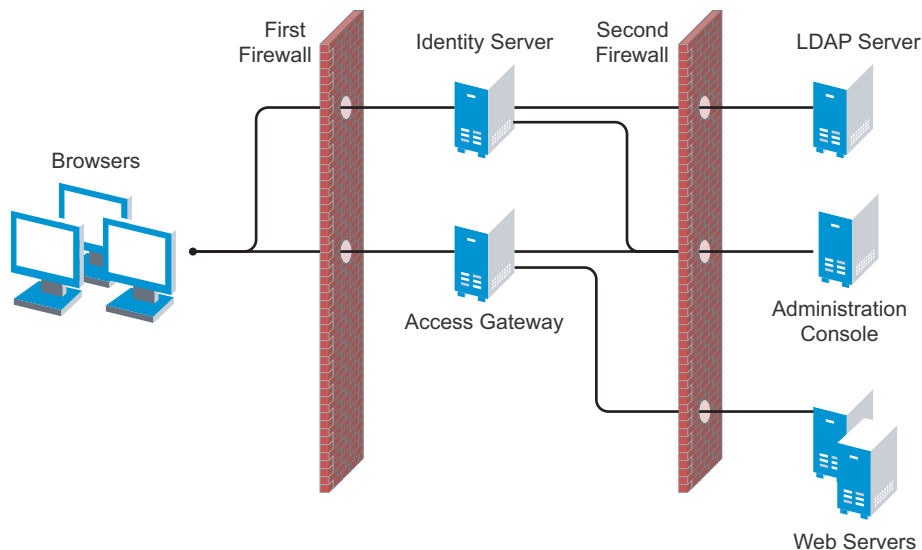 First
Firewall
Identity Server
Second
Firewall
LDAP Server
Browsers
Access Gateway
Administration
Console
Web Servers